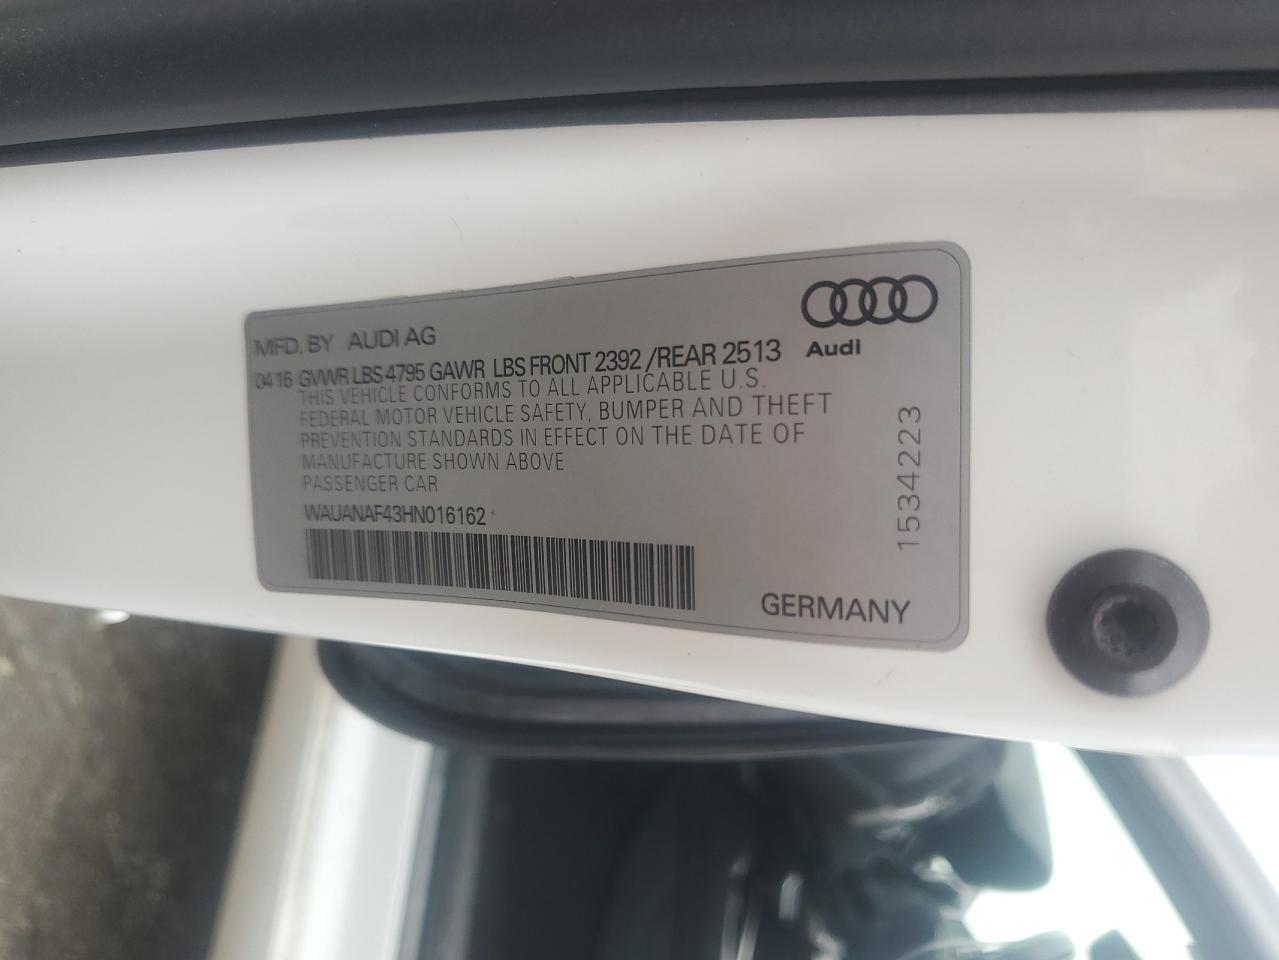 MFD. BY AUDI AG
04 16 GVWR LBS 4795 GAWR LBS FRONT 2392 /REAR 2513
THIS VEHICLE CONFORMS TO ALL APPLICABLE U.S.
FEDERAL MOTOR VEHICLE SAFETY, BUMPER AND THEFT
PREVENTION STANDARDS IN EFFECT ON THE DATE OF
MANUFACTURE SHOWN ABOVE
PASSENGER CAR
WAUANAF43HN016162
Audi
1534223
GERMANY